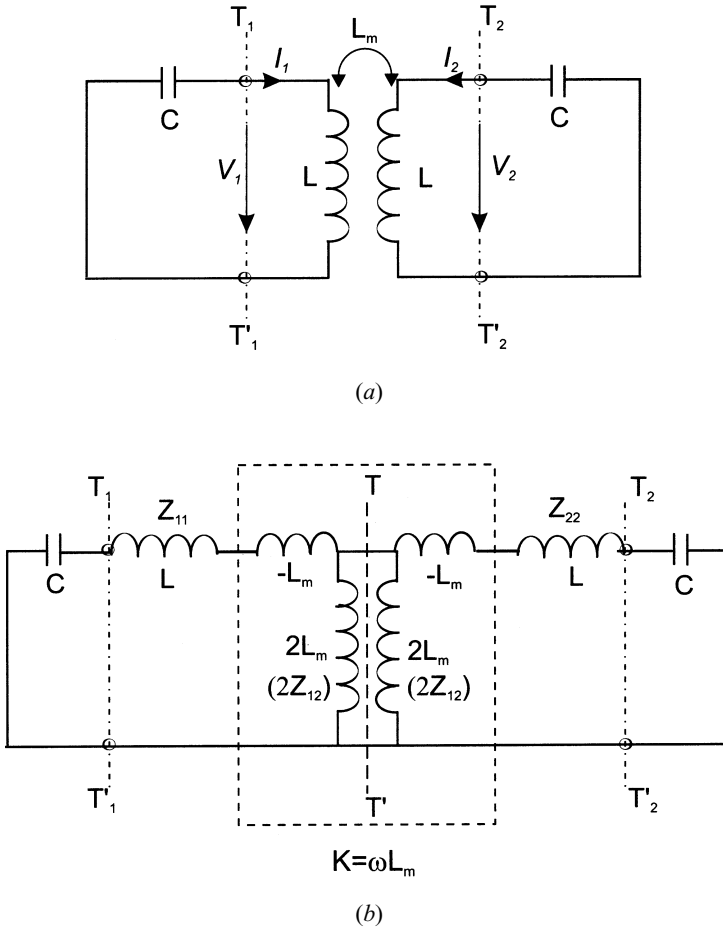 T₁ T₂
Lₘ
I₁ I₂
C C
V₁ L L V₂
T'₁ T'₂
(a)
T₁ T T₂
Z₁₁ Z₂₂
C L -Lₘ -Lₘ L C
2Lₘ 2Lₘ
(2Z₁₂) (2Z₁₂)
T'₁ T' T'₂
K=ωLₘ
(b)